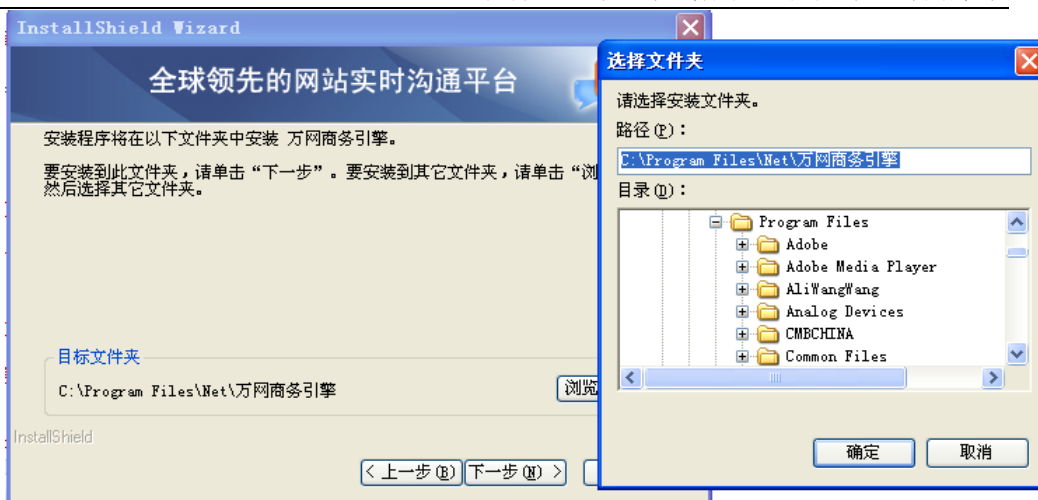 InstallShield Wizard
全球领先的网站实时沟通平台
安装程序将在以下文件夹中安装 万网商务引擎。
要安装到此文件夹，请单击“下一步”。要安装到其它文件夹，请单击“浏
然后选择其它文件夹。
目标文件夹
C:\Program Files\Net\万网商务引擎
浏览
InstallShield
< 上一步(B)
下一步(N) >
选择文件夹
请选择安装文件夹。
路径(P)：
C:\Program Files\Net\万网商务引擎
目录(D)：
Program Files
Adobe
Adobe Media Player
AliWangWang
Analog Devices
CMBCHINA
Common Files
确定
取消